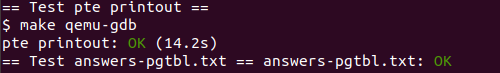 == Test pte printout ==
$ make qemu-gdb
pte printout: OK (14.2s)
== Test answers-pgtbl.txt == answers-pgtbl.txt: OK